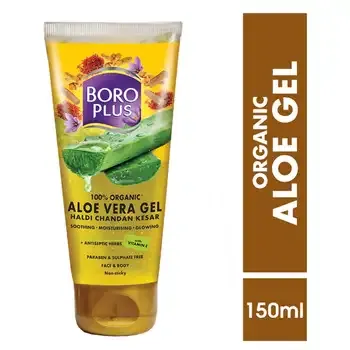 BORO
PLUS
100% ORGANIC
ALOE VERA GEL
HALDI CHANDAN KESAR
SOOTHING • MOISTURISING • GLOWING
+ ANTISEPTIC HERBS
VITAMIN E
PARABEN & SULPHATE FREE
FACE & BODY
Non-sticky
ORGANIC
ALOE GEL
150ml